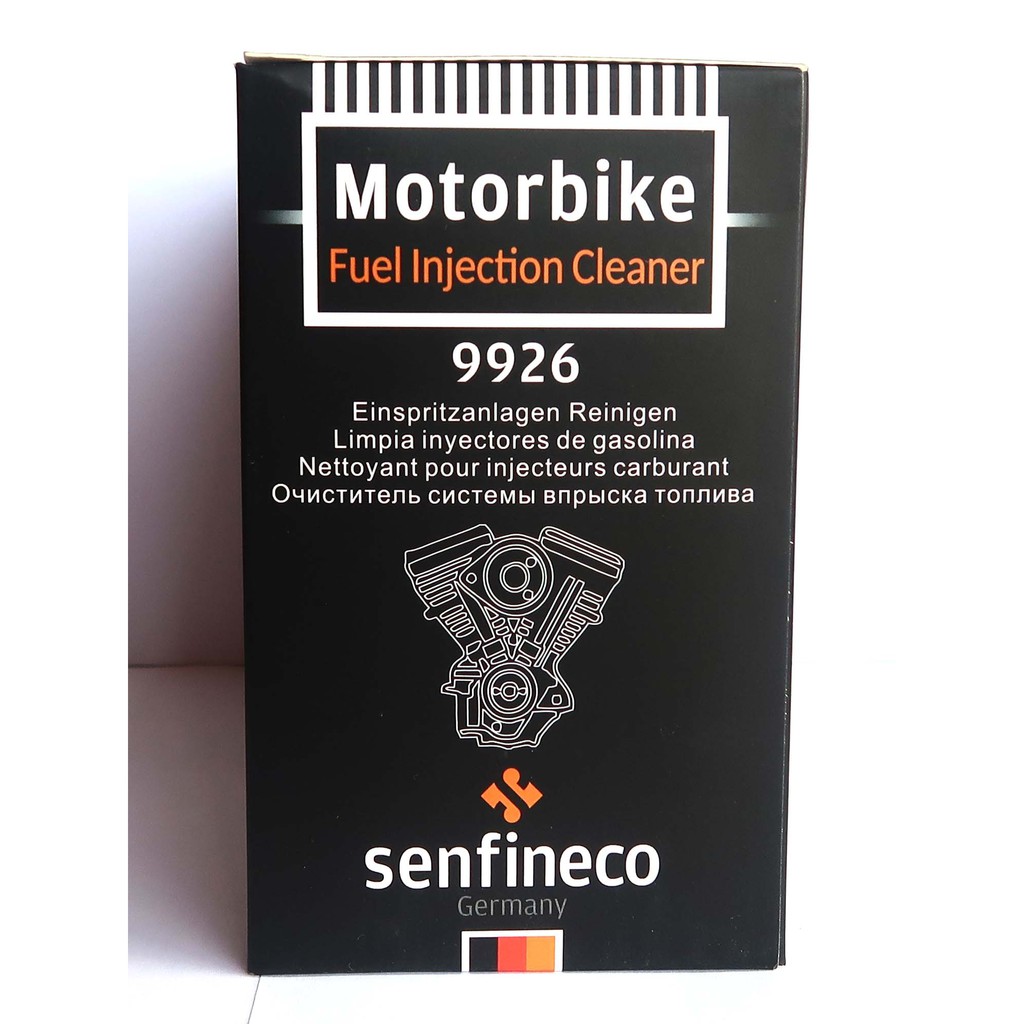 Motorbike
Fuel Injection Cleaner
9926
Einspritzanlagen Reinigen
Limpia inyectores de gasolina
Nettoyant pour injecteurs carburant
Очиститель системы впрыска топлива
senfineco
Germany